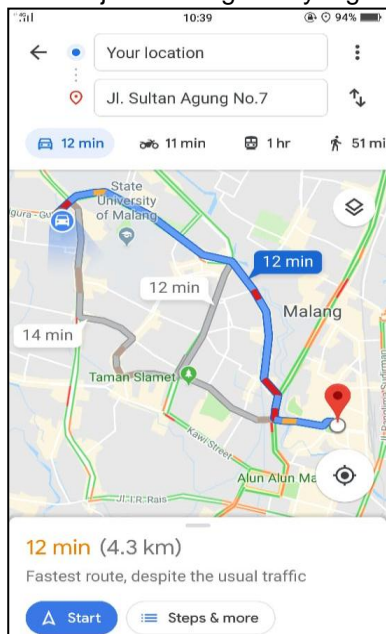 10:39
94%
Your location
Jl. Sultan Agung No.7
12 min
11 min
1 hr
51 mi
State
University
of Malang
12 min
12 min
Malang
14 min
Taman Slamet
Kawi Street
Alun Alun Ma
Jl. I.R. Rais
12 min (4.3 km)
Fastest route, despite the usual traffic
Start
Steps & more